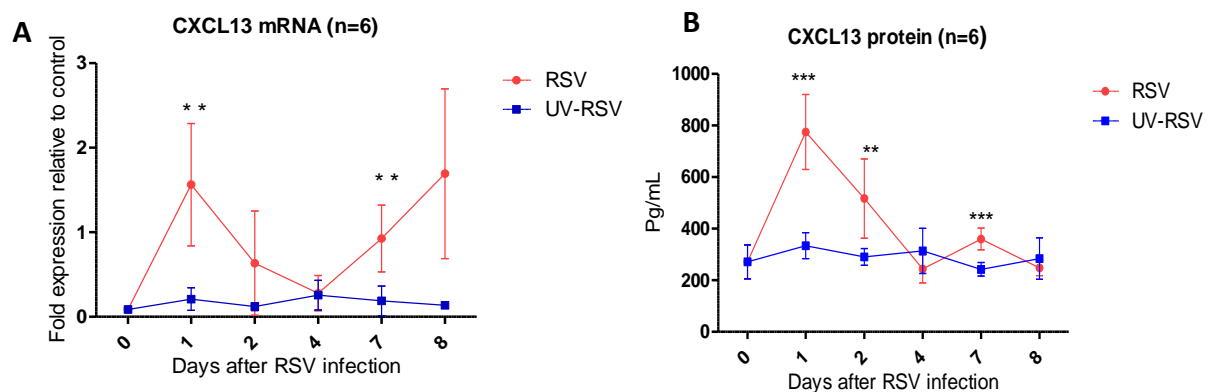 A
CXCL13 mRNA (n=6)
Fold expression relative to control
3
2
1
0
* *
* *
0 1 2 4 7 8
Days after RSV infection
RSV
UV-RSV
B
CXCL13 protein (n=6)
Pg/mL
1000
800
600
400
200
0
***
**
***
0 1 2 4 7 8
Days after RSV infection
RSV
UV-RSV